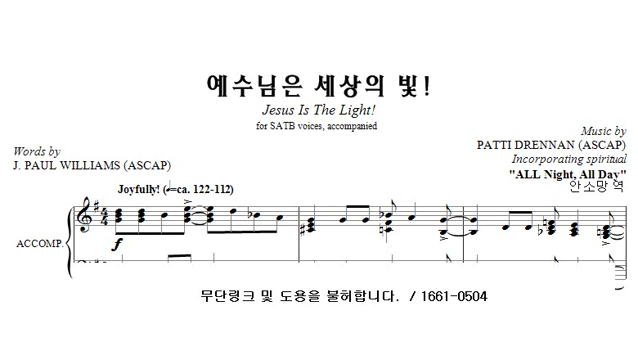 예수님은 세상의 빛!
Jesus Is The Light!
for SATB voices, accompanied
Words by
J. PAUL WILLIAMS (ASCAP)
Music by
PATTI DRENNAN (ASCAP)
Incorporating spiritual
"ALL Night, All Day"
안소망 역
Joyfully! (♩=ca. 122-112)
ACCOMP.
f
무단링크 및 도용을 불허합니다. / 1661-0504